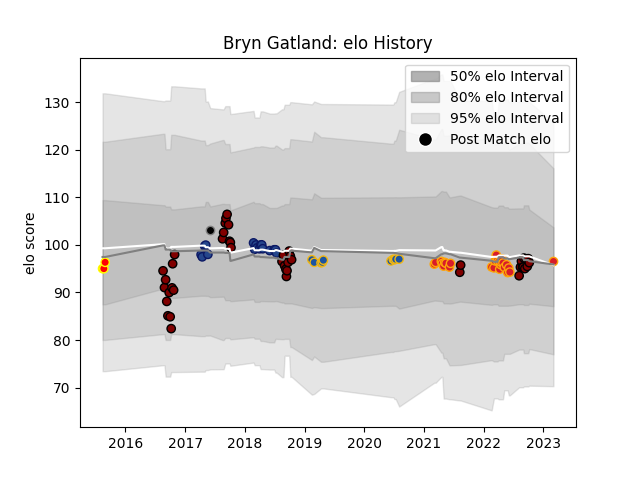 Bryn Gatland: elo History
50% elo Interval
80% elo Interval
95% elo Interval
Post Match elo
elo score
130
120
110
100
90
80
70
2016 2017 2018 2019 2020 2021 2022 2023